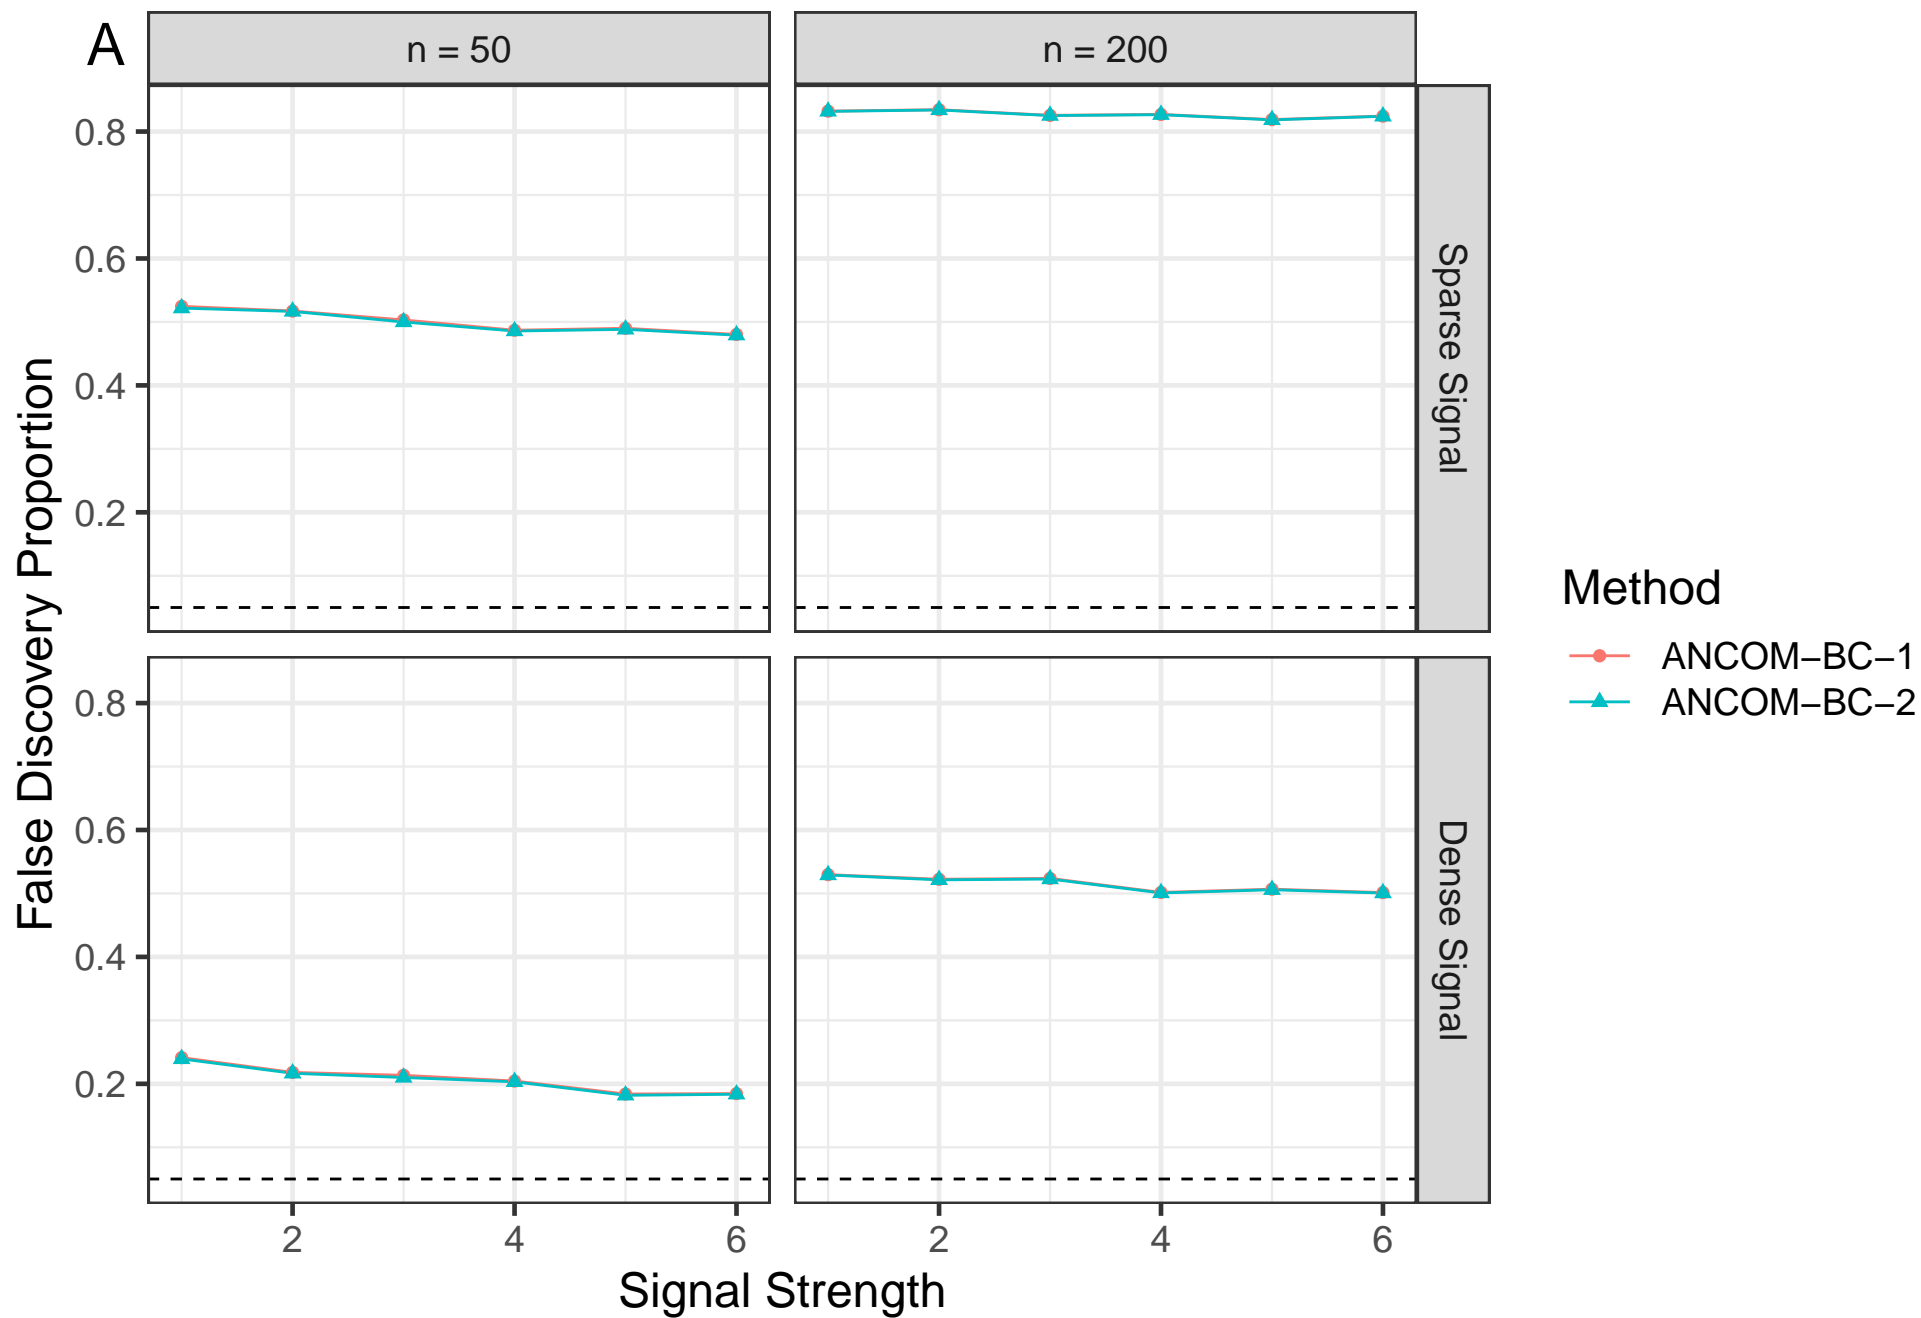 A
n = 50
n = 200
0.8
0.6
0.4
0.2
Sparse Signal
0.8
0.6
0.4
0.2
Dense Signal
False Discovery Proportion
2
4
6
2
4
6
Signal Strength
Method
ANCOM−BC−1
ANCOM−BC−2